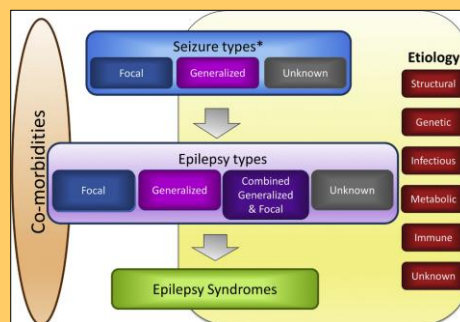 Co-morbidities
Seizure types*
Focal
Generalized
Unknown
Epilepsy types
Focal
Generalized
Combined
Generalized
& Focal
Unknown
Epilepsy Syndromes
Etiology
Structural
Genetic
Infectious
Metabolic
Immune
Unknown